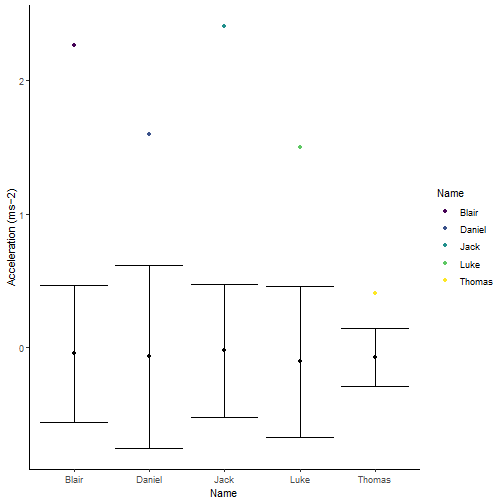 2
1
0
Acceleration (ms−2)
Blair Daniel Jack Luke Thomas
Name
Name
Blair
Daniel
Jack
Luke
Thomas